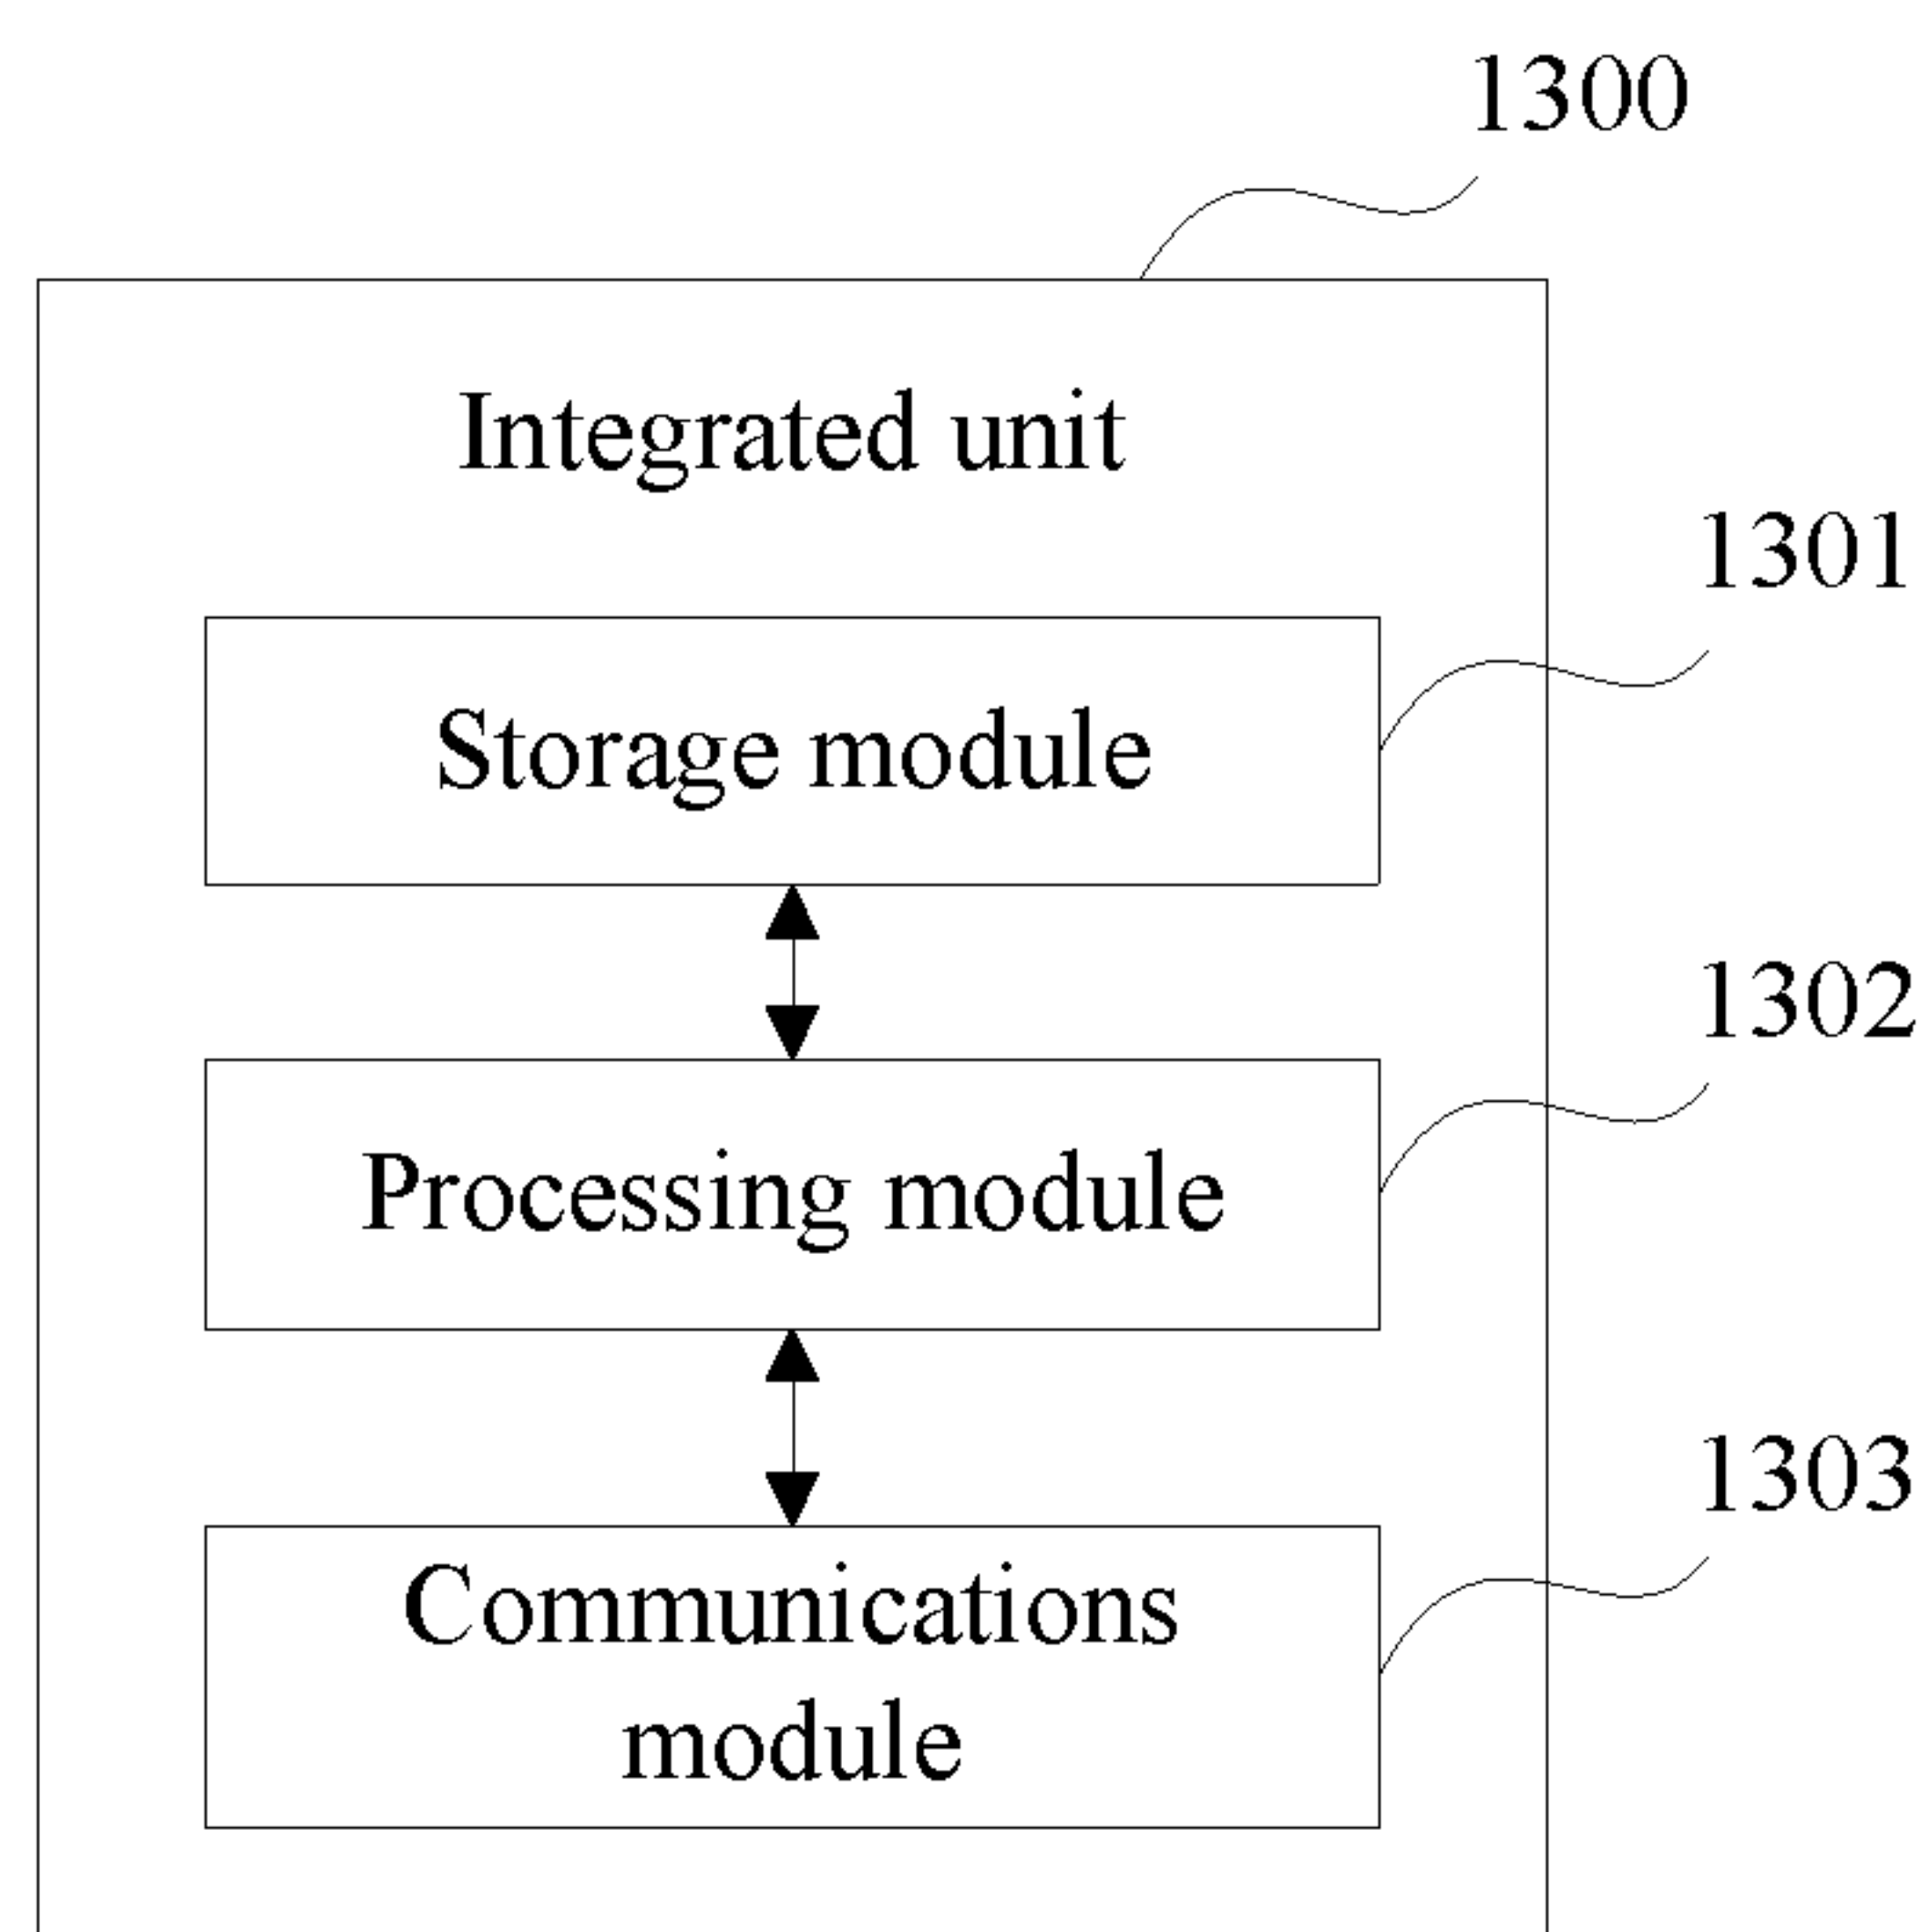 1300
Integrated unit
1301
Storage module
1302
Processing module
1303
Communications
module